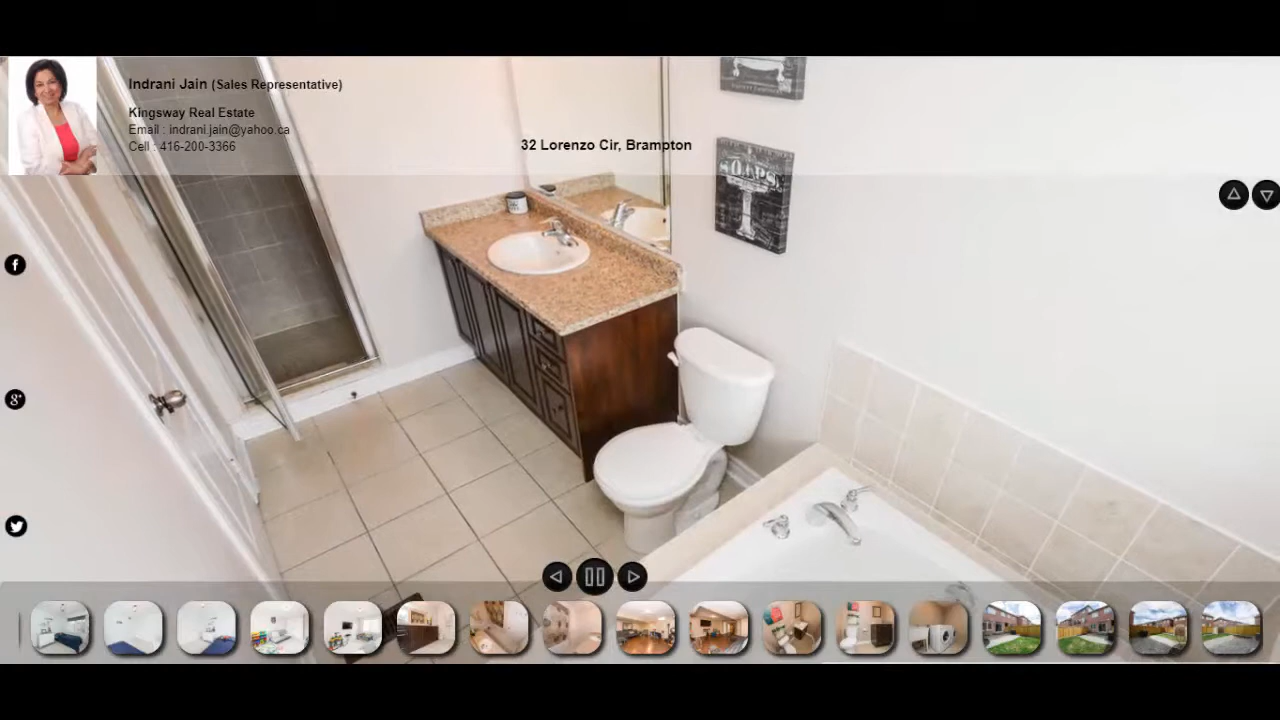 Indrani Jain (Sales Representative)
Kingsway Real Estate
Email : indrani.jain@yahoo.ca
Cell : 416-200-3366
32 Lorenzo Cir, Brampton
SOAPS